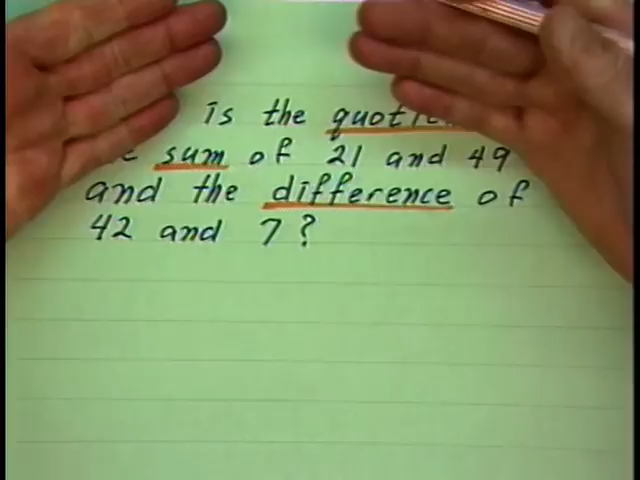 is the
sum of 21 and 49
and the difference of
42 and 7?